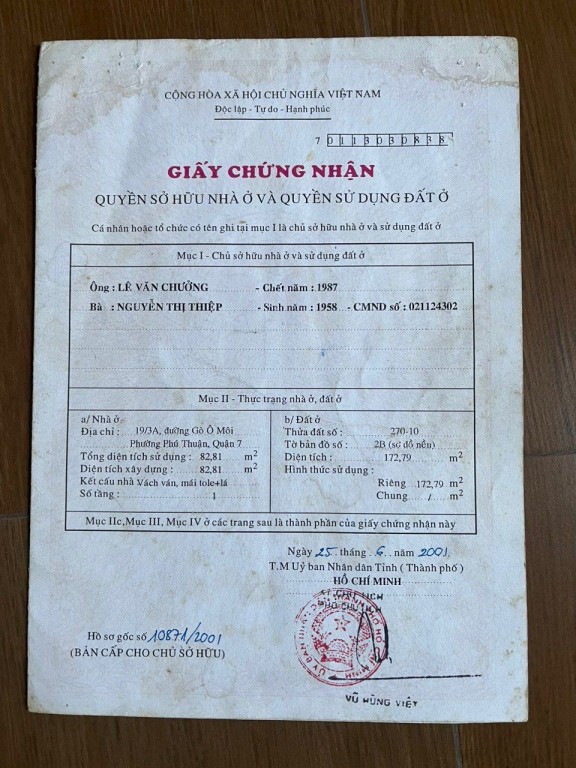 CỘNG HÒA XÃ HỘI CHỦ NGHĨA VIỆT NAM
Độc lập - Tự do - Hạnh phúc
7 0113030838
GIẤY CHỨNG NHẬN
QUYỀN SỞ HỮU NHÀ Ở VÀ QUYỀN SỬ DỤNG ĐẤT Ở
Cá nhân hoặc tổ chức có tên ghi tại mục I là chủ sở hữu nhà ở và sử dụng đất ở
Mục I - Chủ sở hữu nhà ở và sử dụng đất ở
Ông : LÊ VĂN CHƯỞNG - Chết năm : 1987
Bà : NGUYỄN THỊ THIỆP - Sinh năm : 1958 - CMND số : 021124302
Mục II - Thực trạng nhà ở, đất ở
a/ Nhà ở
Địa chỉ : 19/3A, đường Gò Ô Môi
Phường Phú Thuận, Quận 7
Tổng diện tích sử dụng : 82,81 m2
Diện tích xây dựng : 82,81 m2
Kết cấu nhà Vách ván, mái tole+lá
Số tầng : 1
b/ Đất ở
Thửa đất số : 270-10
Tờ bản đồ số : 2B (sơ đồ nền)
Diện tích : 172,79 m2
Hình thức sử dụng :
Riêng 172,79 m2
Chung / m2
Mục IIc, Mục III, Mục IV ở các trang sau là thành phần của giấy chứng nhận này
Ngày 25 tháng 6 năm 2001
T.M Uỷ ban Nhân dân Tỉnh ( Thành phố )
HỒ CHÍ MINH
Hồ sơ gốc số 10871/2001
(BẢN CẤP CHO CHỦ SỞ HỮU)
VŨ HÙNG VIỆT